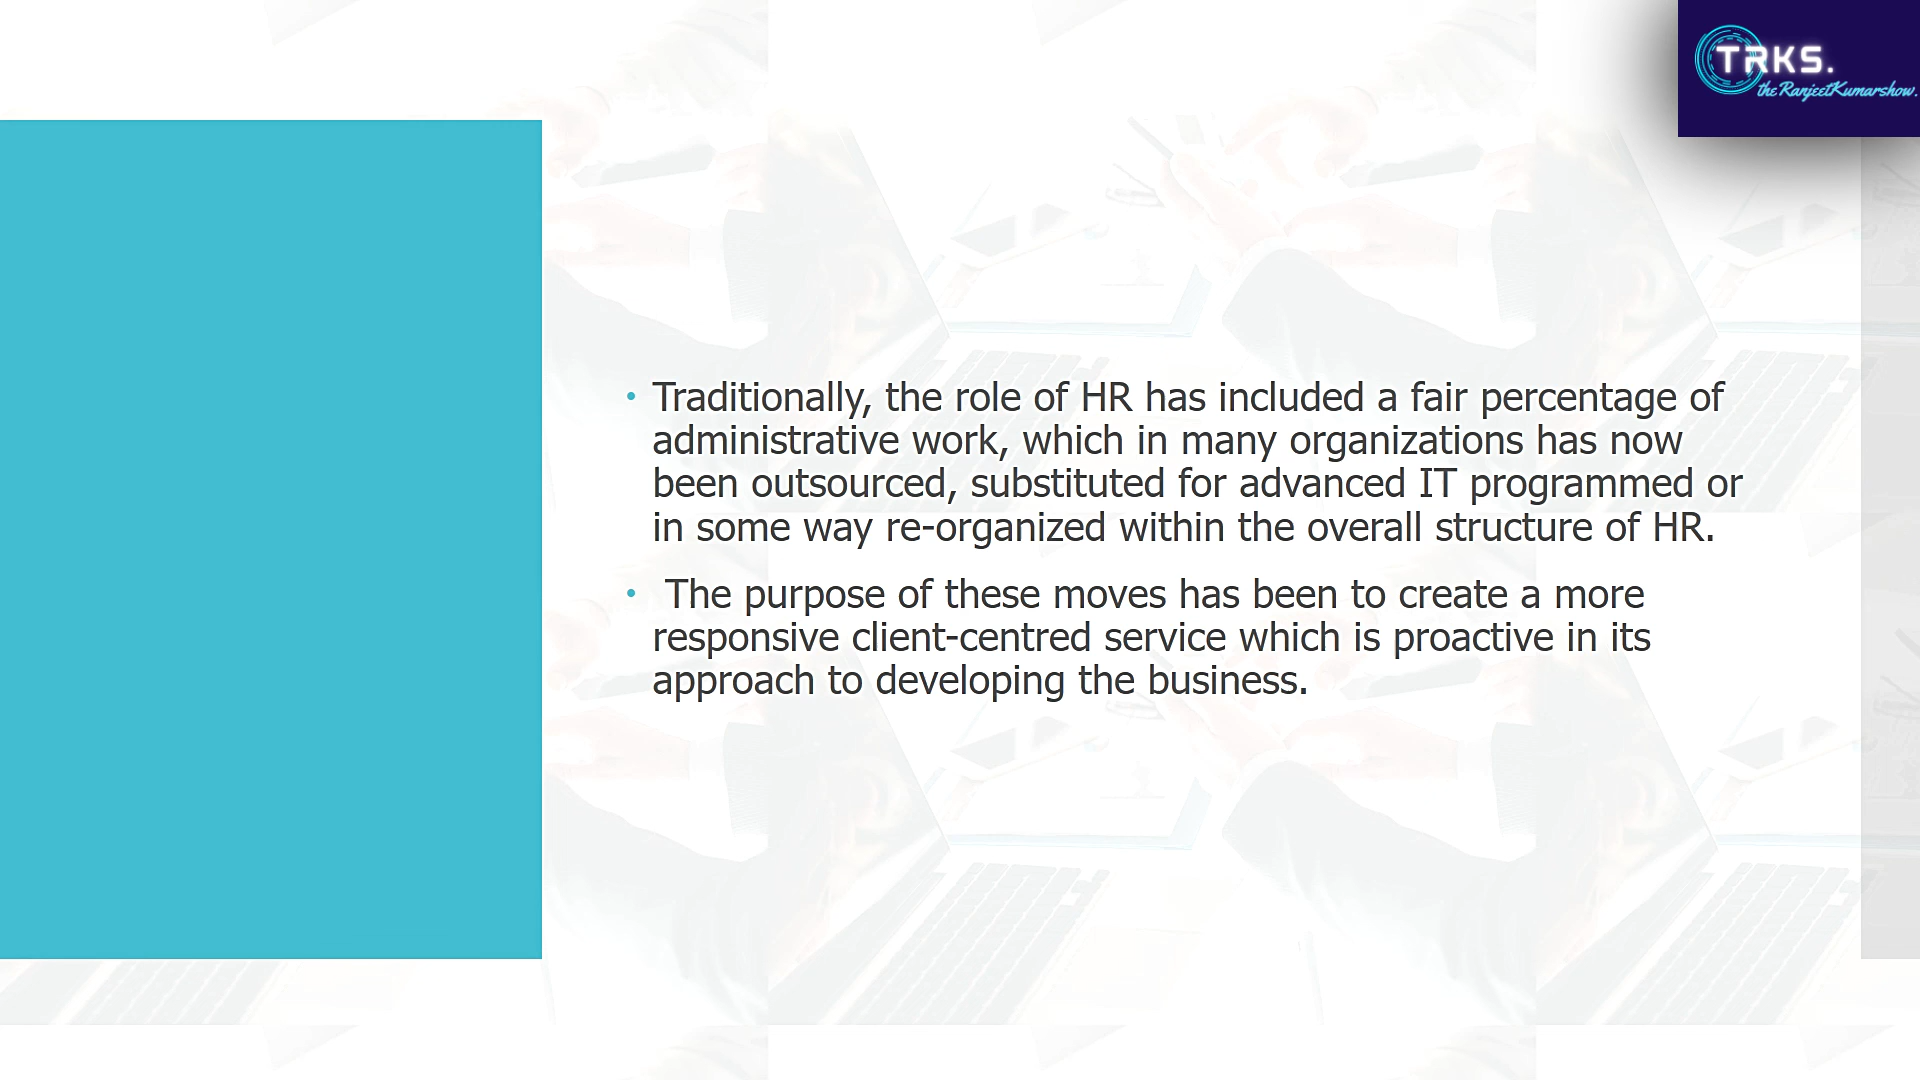 TRKS.
the RanjeetKumarshow.
• Traditionally, the role of HR has included a fair percentage of
administrative work, which in many organizations has now
been outsourced, substituted for advanced IT programmed or
in some way re-organized within the overall structure of HR.
• The purpose of these moves has been to create a more
responsive client-centred service which is proactive in its
approach to developing the business.